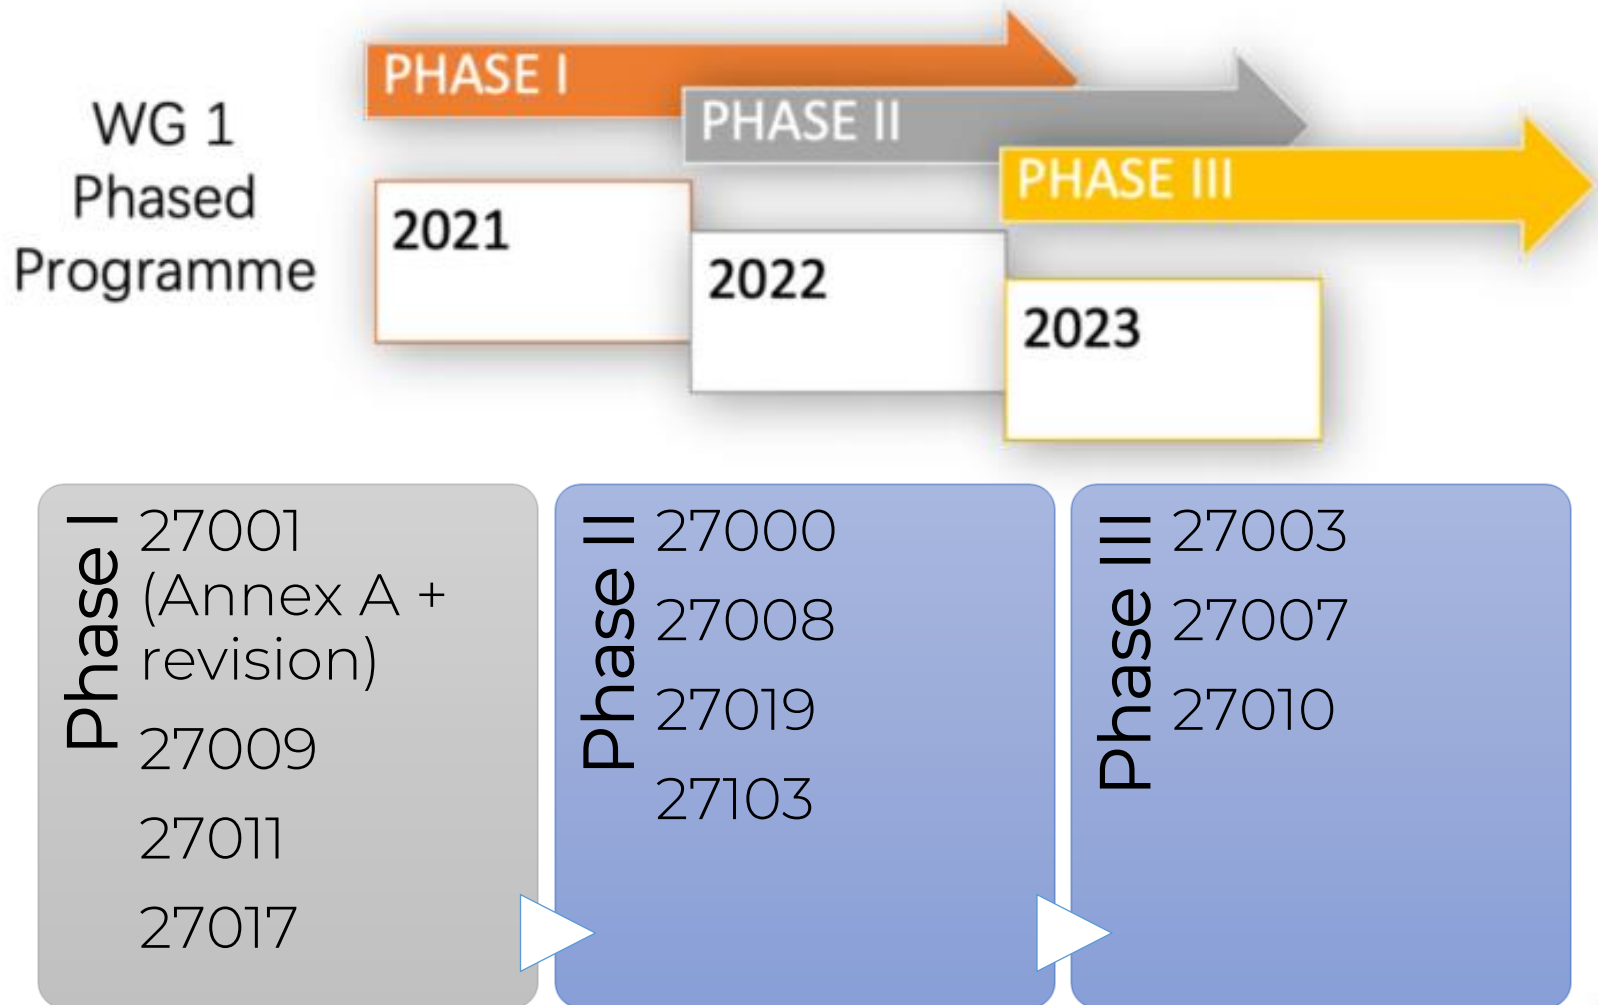 WG 1
Phased
Programme
PHASE I
PHASE II
PHASE III
2021
2022
2023
Phase I
27001
(Annex A +
revision)
27009
27011
27017
Phase II
27000
27008
27019
27103
Phase III
27003
27007
27010